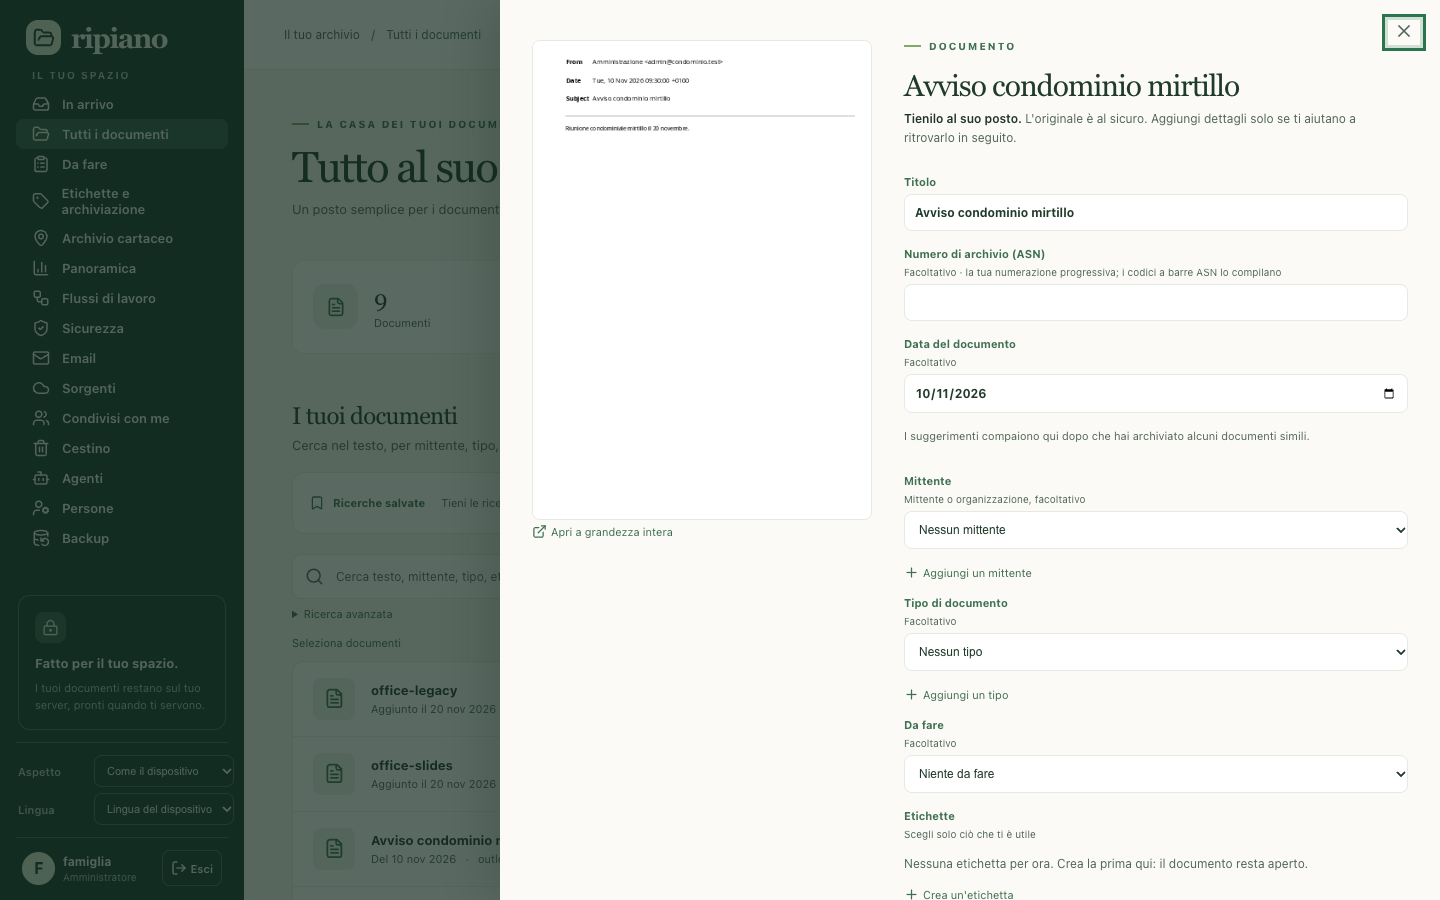 ripiano
IL TUO SPAZIO
In arrivo
Tutti i documenti
Da fare
Etichette e
archiviazione
Archivio cartaceo
Panoramica
Flussi di lavoro
Sicurezza
Email
Sorgenti
Condivisi con me
Cestino
Agenti
Persone
Backup
Fatto per il tuo spazio.
I tuoi documenti restano sul tuo
server, pronti quando ti servono.
Aspetto
Come il dispositivo
Lingua
Lingua del dispositivo
F
famiglia
Amministratore
Esci
Il tuo archivio / Tutti i documenti
LA CASA DEI TUOI DOCUM
Tutto al suo
Un posto semplice per i document
9
Documenti
I tuoi documenti
Cerca nel testo, per mittente, tipo,
Ricerche salvate Tieni le rice
Cerca testo, mittente, tipo, et
Ricerca avanzata
Seleziona documenti
office-legacy
Aggiunto il 20 nov 2026
office-slides
Aggiunto il 20 nov 2026
Avviso condominio
Del 10 nov 2026 · outl
From Amministrazione <admin@condominio.test>
Date Tue, 10 Nov 2026 09:30:00 +0100
Subject Avviso condominio mirtillo
Riunione condominiale mirtillo il 20 novembre.
Apri a grandezza intera
DOCUMENTO
Avviso condominio mirtillo
Tienilo al suo posto. L'originale è al sicuro. Aggiungi dettagli solo se ti aiutano a
ritrovarlo in seguito.
Titolo
Avviso condominio mirtillo
Numero di archivio (ASN)
Facoltativo · la tua numerazione progressiva; i codici a barre ASN lo compilano
Data del documento
Facoltativo
10/11/2026
I suggerimenti compaiono qui dopo che hai archiviato alcuni documenti simili.
Mittente
Mittente o organizzazione, facoltativo
Nessun mittente
Aggiungi un mittente
Tipo di documento
Facoltativo
Nessun tipo
Aggiungi un tipo
Da fare
Facoltativo
Niente da fare
Etichette
Scegli solo ciò che ti è utile
Nessuna etichetta per ora. Crea la prima qui: il documento resta aperto.
Crea un'etichetta